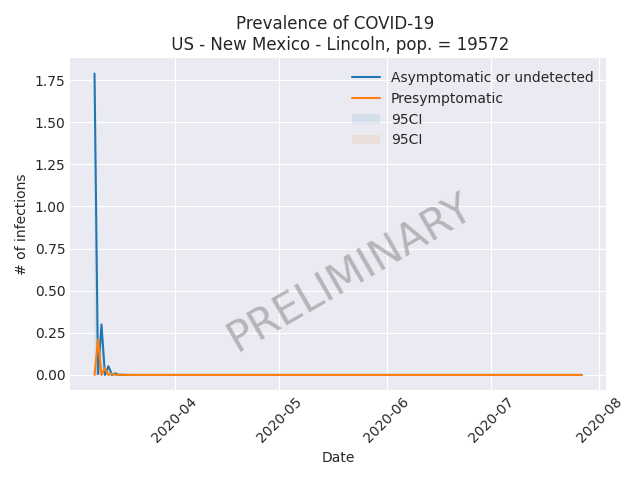 Prevalence of COVID-19
US - New Mexico - Lincoln, pop. = 19572
Asymptomatic or undetected
Presymptomatic
95CI
95CI
1.75
1.50
1.25
1.00
0.75
0.50
0.25
0.00
# of infections
PRELIMINARY
2020-04
2020-05
2020-06
2020-07
2020-08
Date